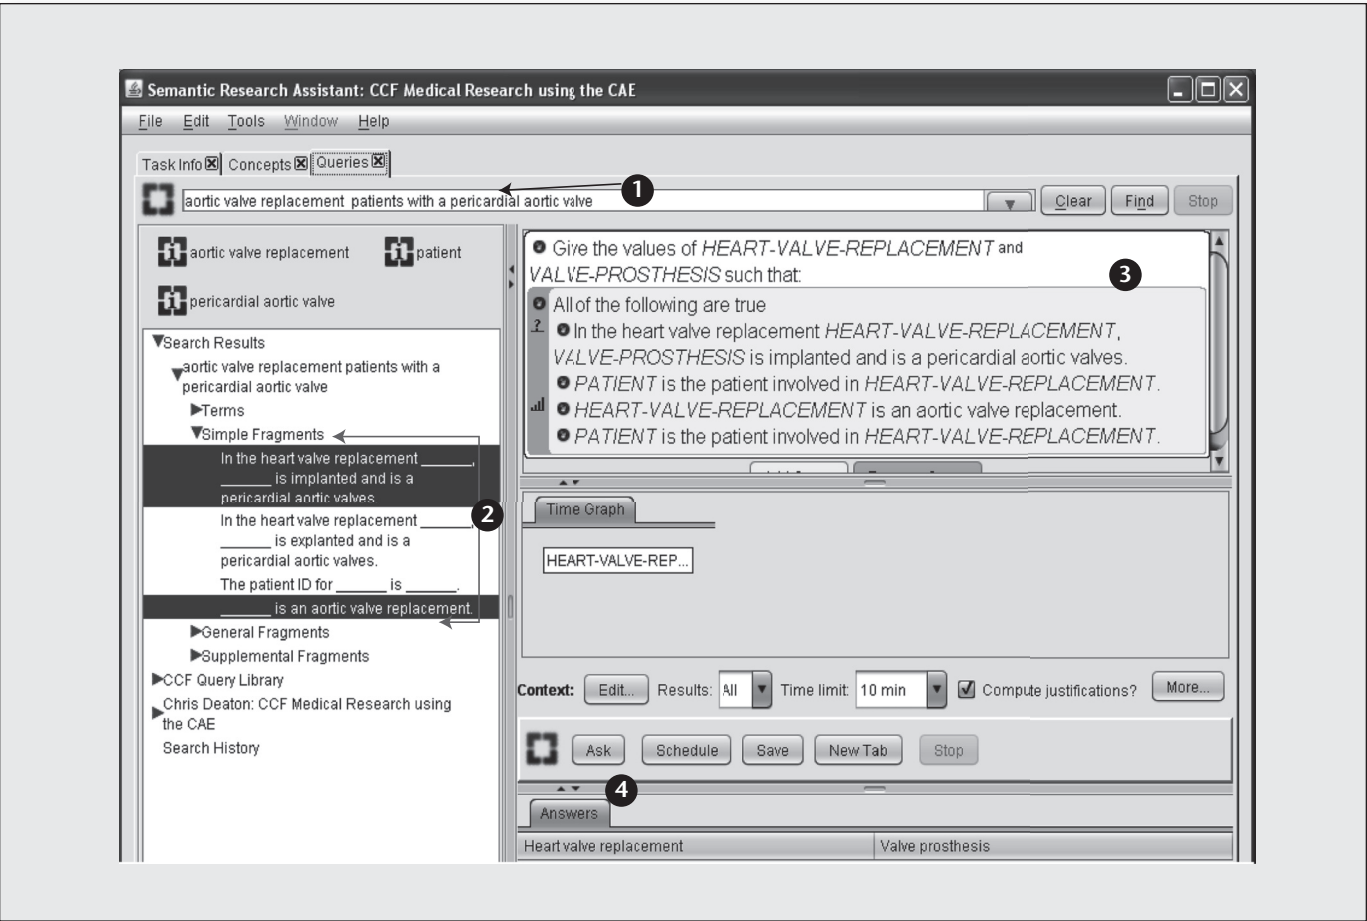 Semantic Research Assistant: CCF Medical Research using the CAE
File Edit Tools Window Help
Task Info Concepts Queries
1
aortic valve replacement patients with a pericardial aortic valve
Clear Find Stop
aortic valve replacement patient
pericardial aortic valve
Search Results
aortic valve replacement patients with a
pericardial aortic valve
Terms
Simple Fragments
In the heart valve replacement ______,
______ is implanted and is a
pericardial aortic valves.
2
In the heart valve replacement ______,
______ is explanted and is a
pericardial aortic valves.
The patient ID for ______ is ______.
______ is an aortic valve replacement.
General Fragments
Supplemental Fragments
CCF Query Library
Chris Deaton: CCF Medical Research using
the CAE
Search History
Give the values of HEART-VALVE-REPLACEMENT and
VALVE-PROSTHESIS such that:
3
All of the following are true
In the heart valve replacement HEART-VALVE-REPLACEMENT,
VALVE-PROSTHESIS is implanted and is a pericardial aortic valves.
PATIENT is the patient involved in HEART-VALVE-REPLACEMENT.
HEART-VALVE-REPLACEMENT is an aortic valve replacement.
PATIENT is the patient involved in HEART-VALVE-REPLACEMENT.
Time Graph
HEART-VALVE-REP...
Context: Edit... Results: All Time limit: 10 min Compute justifications? More...
Ask Schedule Save New Tab Stop
4
Answers
Heart valve replacement Valve prosthesis